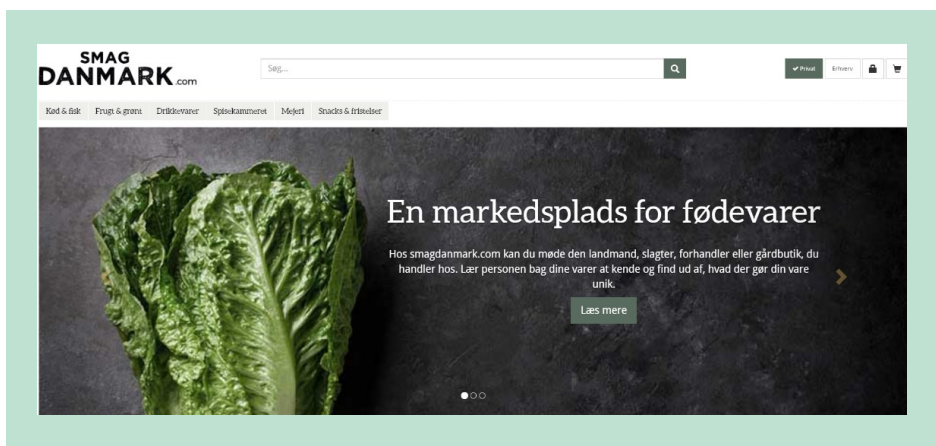 SMAG
DANMARK.com
Søg...
Privat
Erhverv
Kød & fisk Frugt & grønt Drikkevarer Spisekammeret Mejeri Snacks & fristelser
En markedsplads for fødevarer
Hos smagdanmark.com kan du møde den landmand, slagter, forhandler eller gårdbutik, du
handler hos. Lær personen bag dine varer at kende og find ud af, hvad der gør din vare
unik.
Læs mere